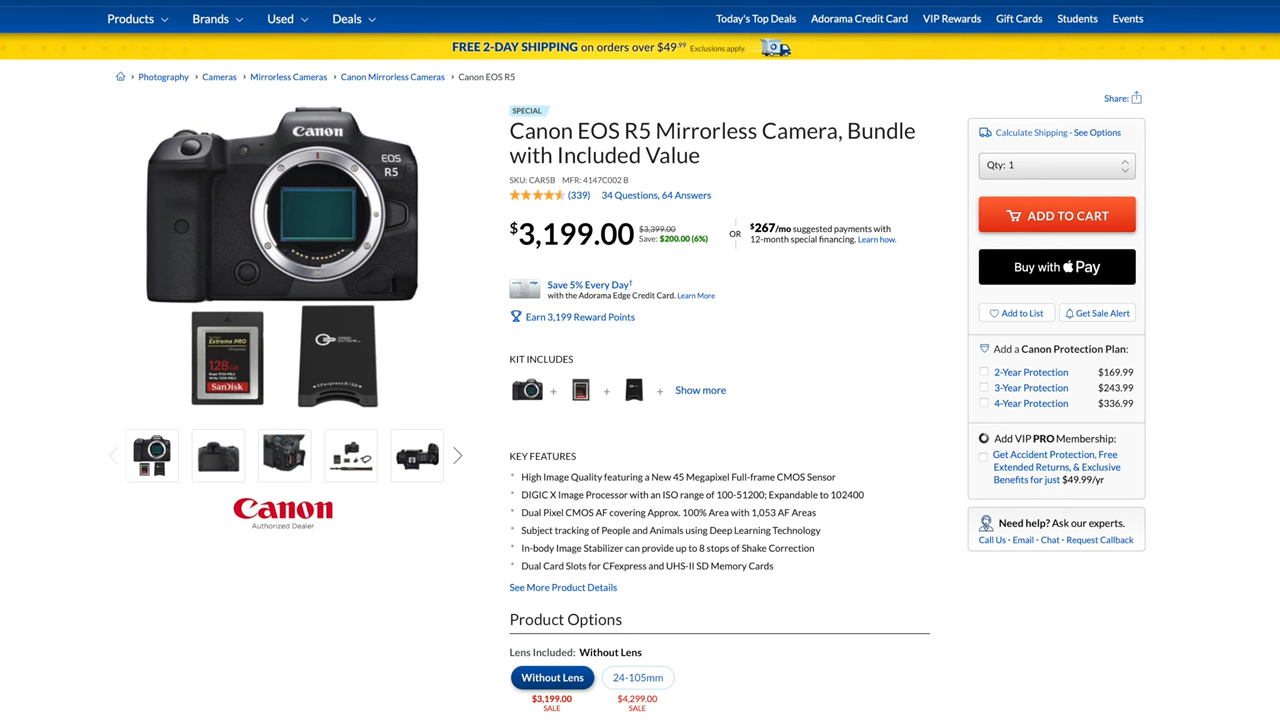 Products Brands Used Deals Today's Top Deals Adorama Credit Card VIP Rewards Gift Cards Students Events
FREE 2-DAY SHIPPING on orders over $49.99 Exclusions apply.
Photography › Cameras › Mirrorless Cameras › Canon Mirrorless Cameras › Canon EOS R5
Share:
Canon
EOS
R5
Extreme PRO
128GB
SanDisk
GREEN EXTREME
CFexpress
Canon
Authorized Dealer
SPECIAL
Canon EOS R5 Mirrorless Camera, Bundle
with Included Value
SKU: CAR5B MFR: 4147C002 B
(339) 34 Questions, 64 Answers
$3,199.00 $3,399.00
Save: $200.00 (6%)
OR
$267/mo suggested payments with
12-month special financing. Learn how.
Save 5% Every Day†
with the Adorama Edge Credit Card. Learn More
Earn 3,199 Reward Points
KIT INCLUDES
+ + + Show more
KEY FEATURES
High Image Quality featuring a New 45 Megapixel Full-frame CMOS Sensor
DIGIC X Image Processor with an ISO range of 100-51200; Expandable to 102400
Dual Pixel CMOS AF covering Approx. 100% Area with 1,053 AF Areas
Subject tracking of People and Animals using Deep Learning Technology
In-body Image Stabilizer can provide up to 8 stops of Shake Correction
Dual Card Slots for CFexpress and UHS-II SD Memory Cards
See More Product Details
Product Options
Lens Included: Without Lens
Without Lens 24-105mm
$3,199.00 $4,299.00
SALE SALE
Calculate Shipping - See Options
Qty: 1
ADD TO CART
Buy with Pay
Add to List Get Sale Alert
Add a Canon Protection Plan:
2-Year Protection $169.99
3-Year Protection $243.99
4-Year Protection $336.99
Add VIP PRO Membership:
Get Accident Protection, Free
Extended Returns, & Exclusive
Benefits for just $49.99/yr
Need help? Ask our experts.
Call Us - Email - Chat - Request Callback